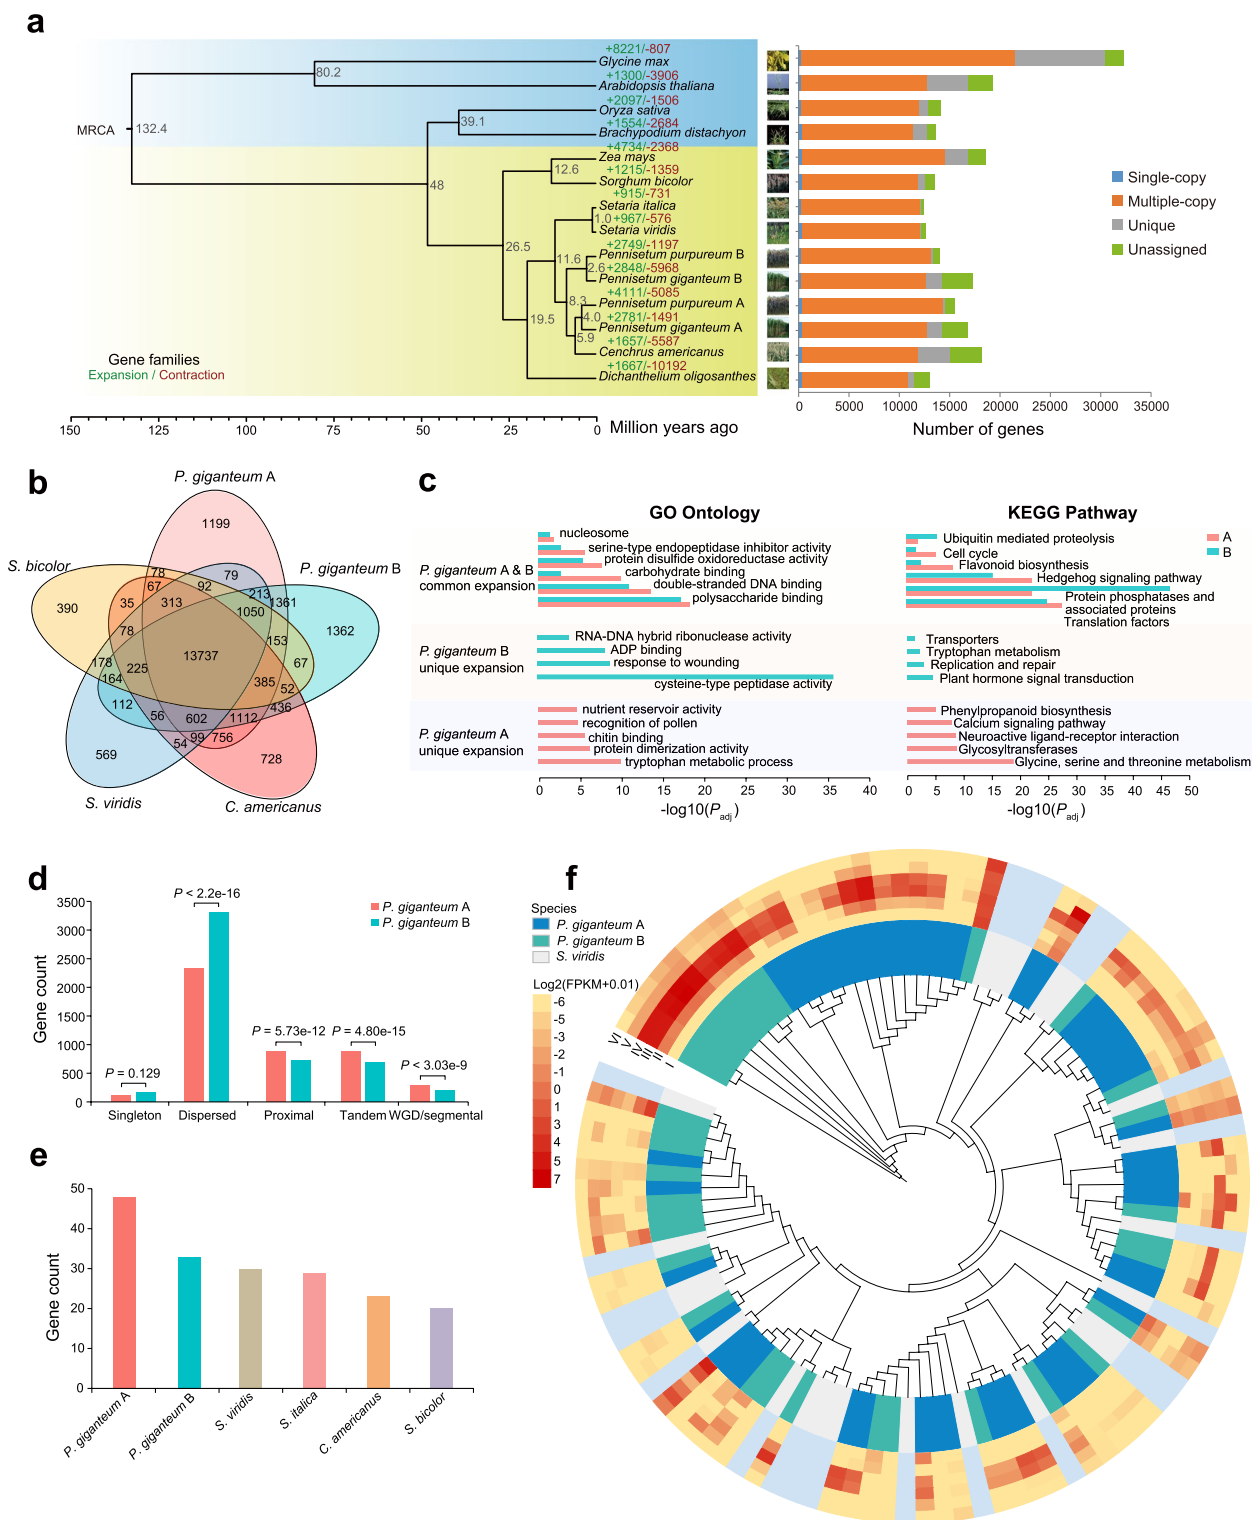 a
+8221/-807
Glycine max
80.2
+1300/-3906
Arabidopsis thaliana
+2097/-1506
Oryza sativa
39.1
+1554/-2684
MRCA
132.4
Brachypodium distachyon
+4734/-2368
Zea mays
12.6
+1215/-1359
Sorghum bicolor
48
+915/-731
Setaria italica
1.0
+967/-576
Setaria viridis
26.5
+2749/-1197
Pennisetum purpureum B
11.6
2.6
+2848/-5968
Pennisetum giganteum B
+4111/-5085
8.3
Pennisetum purpureum A
19.5
4.0
+2781/-1491
Pennisetum giganteum A
5.9
+1657/-5587
Cenchrus americanus
+1667/-10192
Dichanthelium oligosanthes
Gene families
Expansion / Contraction
150 125 100 75 50 25 0 Million years ago
Single-copy
Multiple-copy
Unique
Unassigned
0 5000 10000 15000 20000 25000 30000 35000
Number of genes
b
P. giganteum A
1199
S. bicolor
P. giganteum B
78
79
67
92
213
1361
390
35
313
1050
1362
78
153
13737
178
225
67
164
385
52
112
436
56
602
1112
54
99
756
569
728
S. viridis
C. americanus
c
GO Ontology
KEGG Pathway
P. giganteum A & B
common expansion
nucleosome
serine-type endopeptidase inhibitor activity
protein disulfide oxidoreductase activity
carbohydrate binding
double-stranded DNA binding
polysaccharide binding
Ubiquitin mediated proteolysis
Cell cycle
Flavonoid biosynthesis
Hedgehog signaling pathway
Protein phosphatases and
associated proteins
Translation factors
A
B
P. giganteum B
unique expansion
RNA-DNA hybrid ribonuclease activity
ADP binding
response to wounding
cysteine-type peptidase activity
Transporters
Tryptophan metabolism
Replication and repair
Plant hormone signal transduction
P. giganteum A
unique expansion
nutrient reservoir activity
recognition of pollen
chitin binding
protein dimerization activity
tryptophan metabolic process
Phenylpropanoid biosynthesis
Calcium signaling pathway
Neuroactive ligand-receptor interaction
Glycosyltransferases
Glycine, serine and threonine metabolism
0 5 10 15 20 25 30 35 40
-log10(Padj)
0 5 10 15 20 25 30 35 40 45 50
-log10(Padj)
d
Gene count
3500
3000
2500
2000
1500
1000
500
0
P = 0.129
P < 2.2e-16
P = 5.73e-12
P = 4.80e-15
P < 3.03e-9
P. giganteum A
P. giganteum B
Singleton Dispersed Proximal Tandem WGD/segmental
e
Gene count
50
40
30
20
10
0
P. giganteum A
P. giganteum B
S. viridis
S. italica
C. americanus
S. bicolor
f
Species
P. giganteum A
P. giganteum B
S. viridis
Log2(FPKM+0.01)
-6
-5
-3
-2
-1
0
1
3
4
5
7